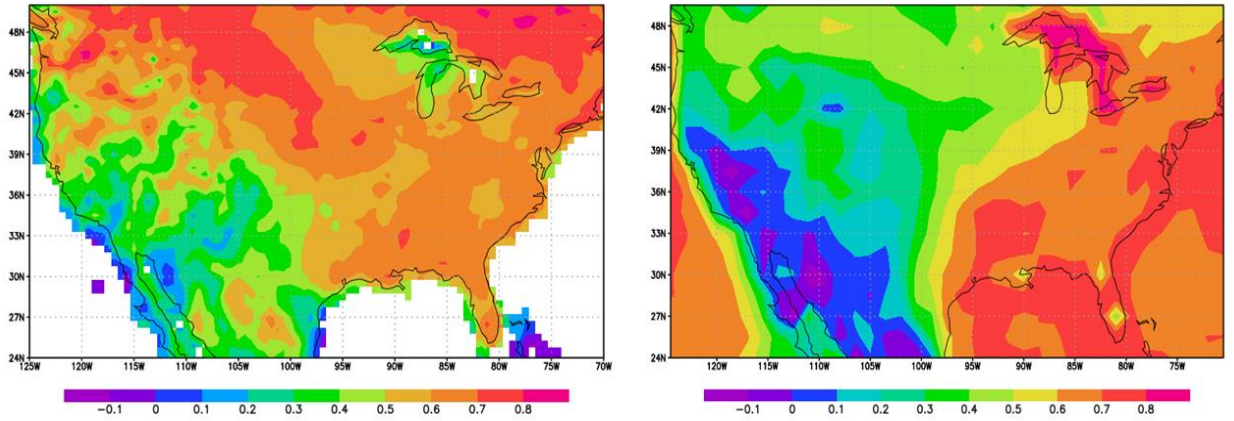 48N 48N
45N 45N
42N 42N
39N 39N
36N 36N
33N 33N
30N 30N
27N 27N
24N 24N
125W 120W 115W 110W 105W 100W 95W 90W 85W 80W 75W 70W 120W 115W 110W 105W 100W 95W 90W 85W 80W 75W
−0.1 0 0.1 0.2 0.3 0.4 0.5 0.6 0.7 0.8 −0.1 0 0.1 0.2 0.3 0.4 0.5 0.6 0.7 0.8